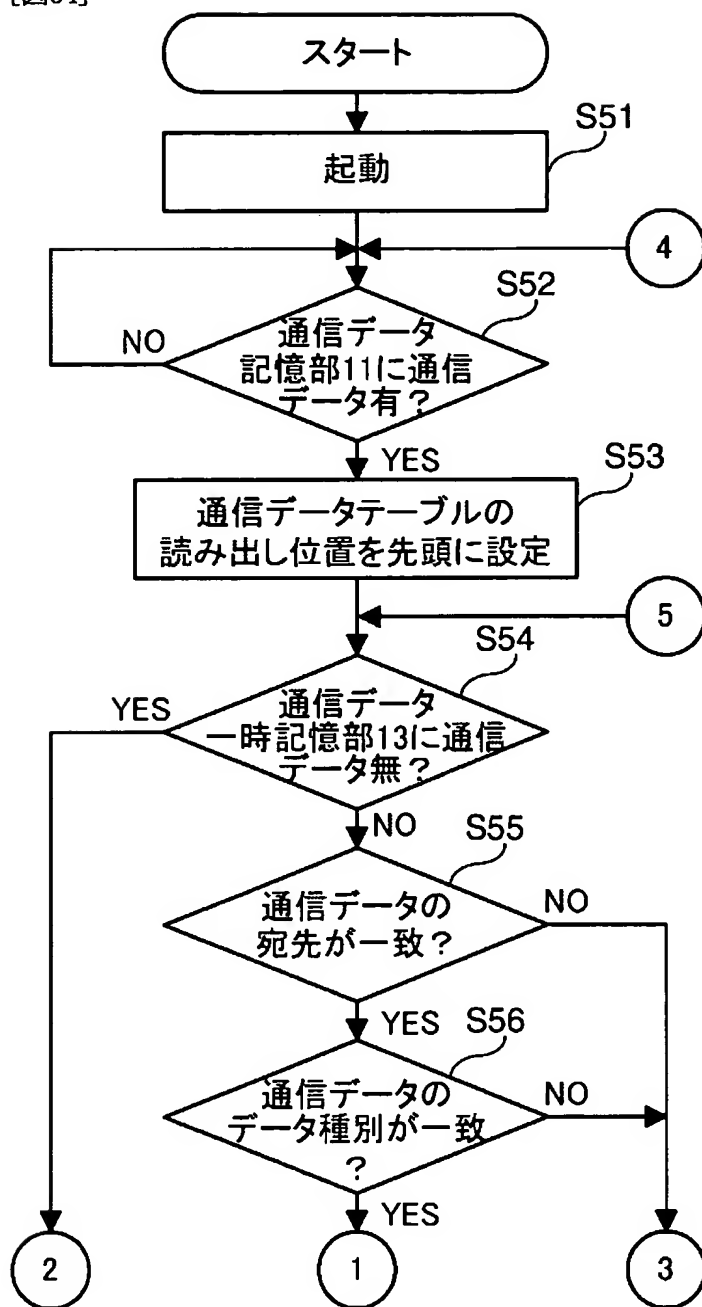 スタート
S51
起動
4
S52
通信データ
記憶部11に通信
データ有？
NO
YES
S53
通信データテーブルの
読み出し位置を先頭に設定
5
S54
通信データ
一時記憶部13に通信
データ無？
YES
NO
S55
通信データの
宛先が一致？
NO
YES
S56
通信データの
データ種別が一致
？
NO
YES
2
1
3